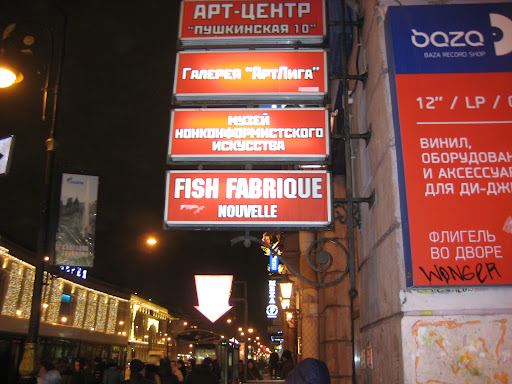 АРТ-ЦЕНТР
"ПУШКИНСКАЯ 10"
ГАЛЕРЕЯ "АРТЛИГА"
МУЗЕЙ
НОНКОНФОРМИСТСКОГО
ИСКУССТВА
FISH FABRIQUE
NOUVELLE
baza
BAZA RECORD SHOP
12" / LP /
ВИНИЛ,
ОБОРУДОВАН
И АКСЕССУА
ДЛЯ ДИ-ДЖ
ФЛИГЕЛЬ
ВО ДВОРЕ